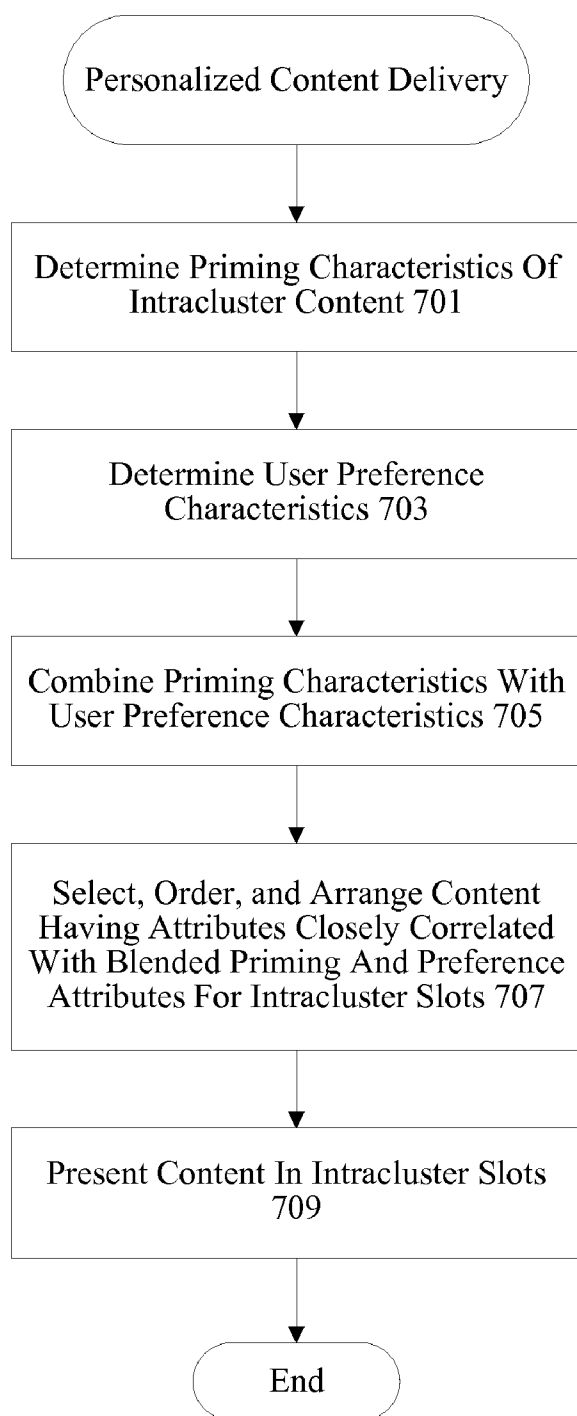 Personalized Content Delivery
Determine Priming Characteristics Of
Intracluster Content 701
Determine User Preference
Characteristics 703
Combine Priming Characteristics With
User Preference Characteristics 705
Select, Order, and Arrange Content
Having Attributes Closely Correlated
With Blended Priming And Preference
Attributes For Intracluster Slots 707
Present Content In Intracluster Slots
709
End